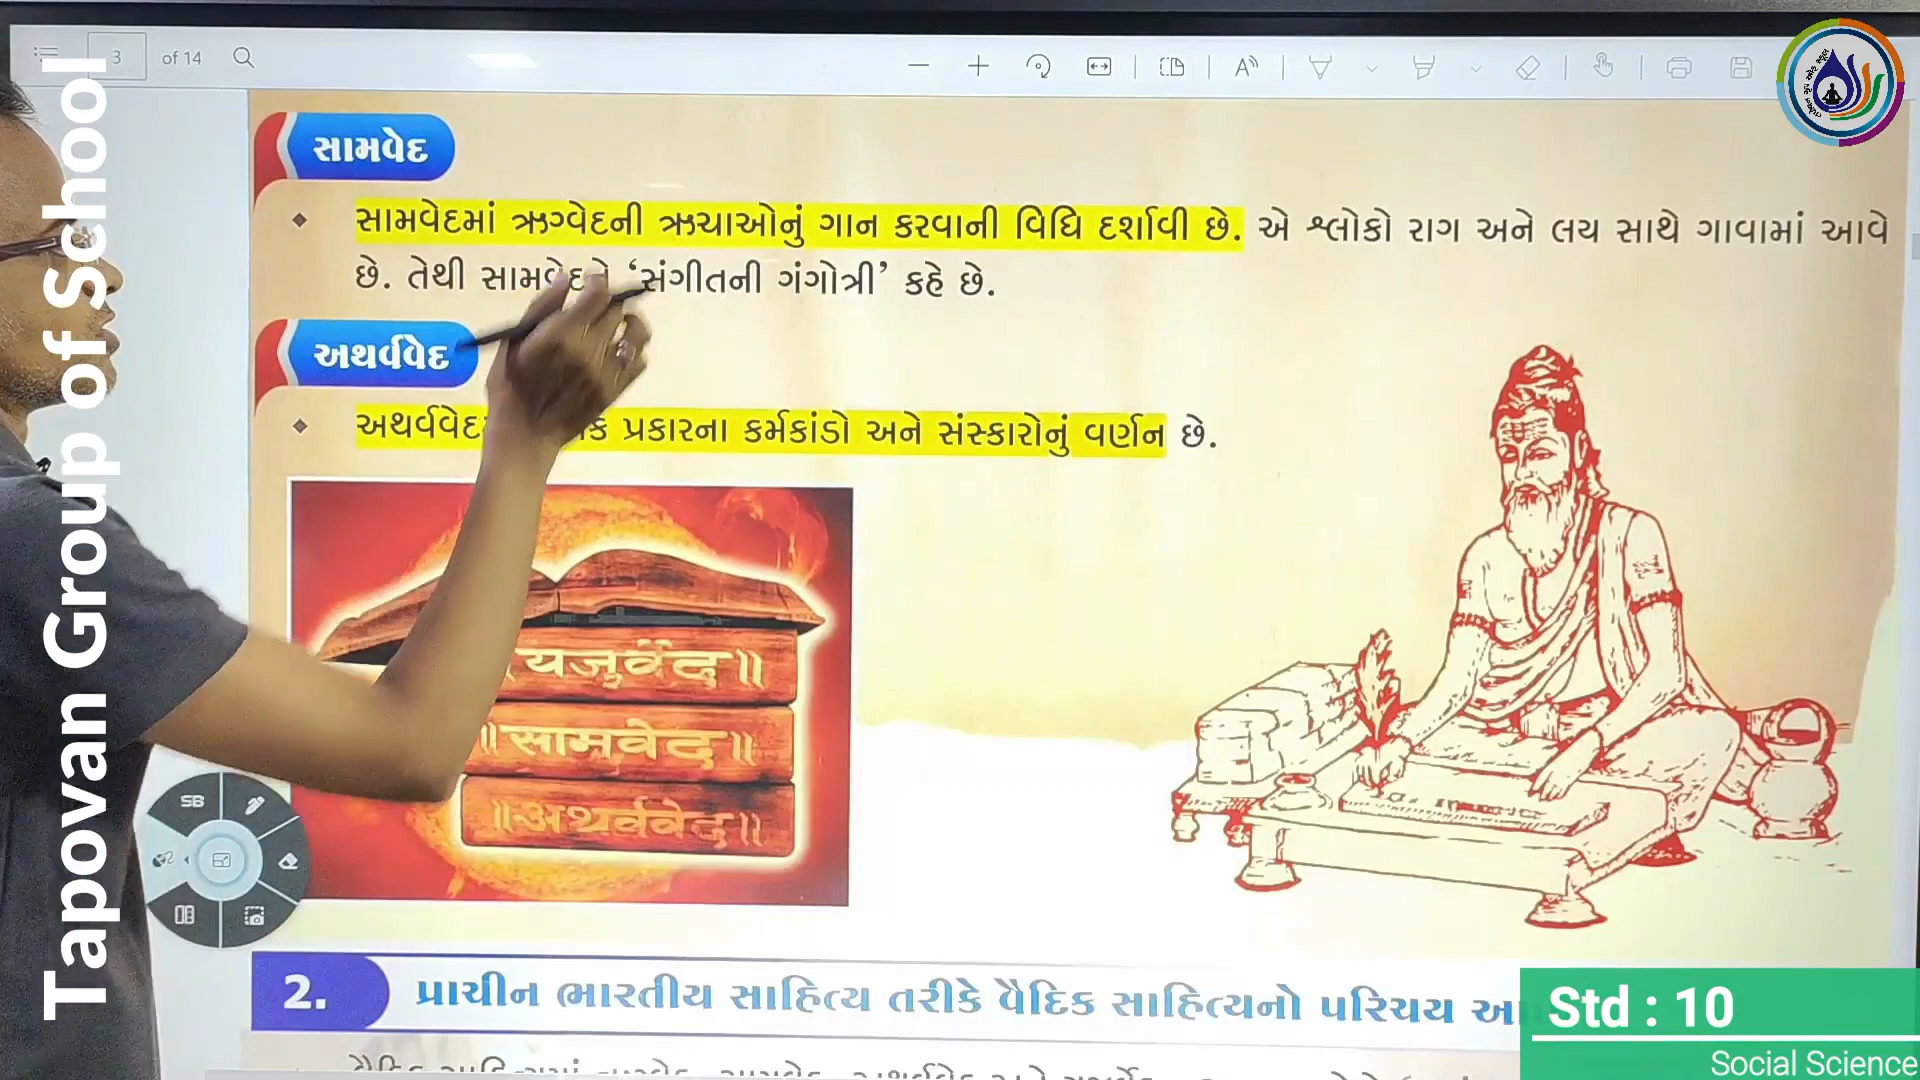 3 of 14
સામવેદ
સામવેદમાં ઋગ્વેદની ઋચાઓનું ગાન કરવાની વિધિ દર્શાવી છે. એ શ્લોકો રાગ અને લય સાથે ગાવામાં આવે
છે. તેથી સામવેદને ‘સંગીતની ગંગોત્રી’ કહે છે.
અથર્વવેદ
પ્રકારના કર્મકાંડો અને સંસ્કારોનું વર્ણન છે.
यजुर्वेद॥
॥सामवेद॥
॥अथर्ववेद॥
2. પ્રાચીન ભારતીય સાહિત્ય તરીકે વૈદિક સાહિત્યનો પરિચય
Tapovan Group of School
Std : 10
Social Science